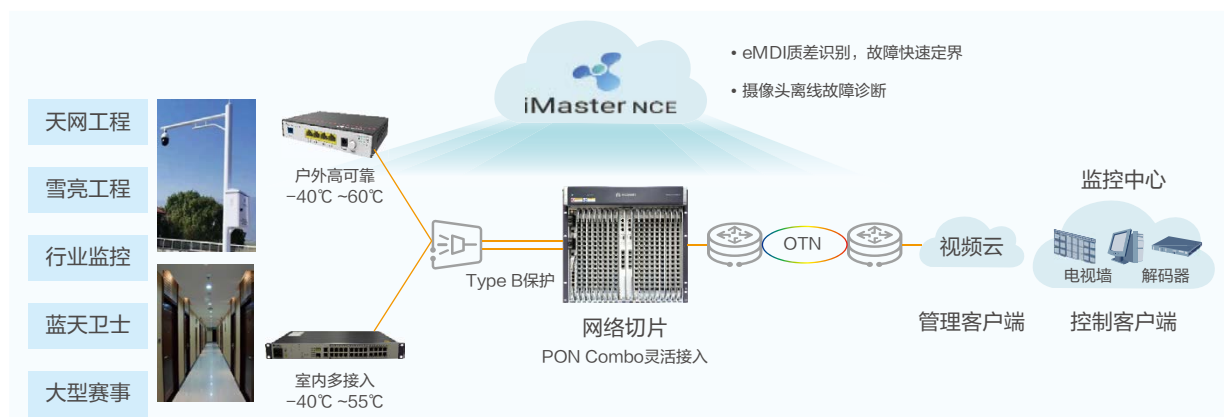 iMaster NCE
• eMDI质差识别，故障快速定界
• 摄像头离线故障诊断
天网工程
雪亮工程
行业监控
蓝天卫士
大型赛事
户外高可靠
-40℃ ~60℃
室内多接入
-40℃ ~55℃
Type B保护
网络切片
PON Combo灵活接入
OTN
视频云
管理客户端
监控中心
电视墙
解码器
控制客户端